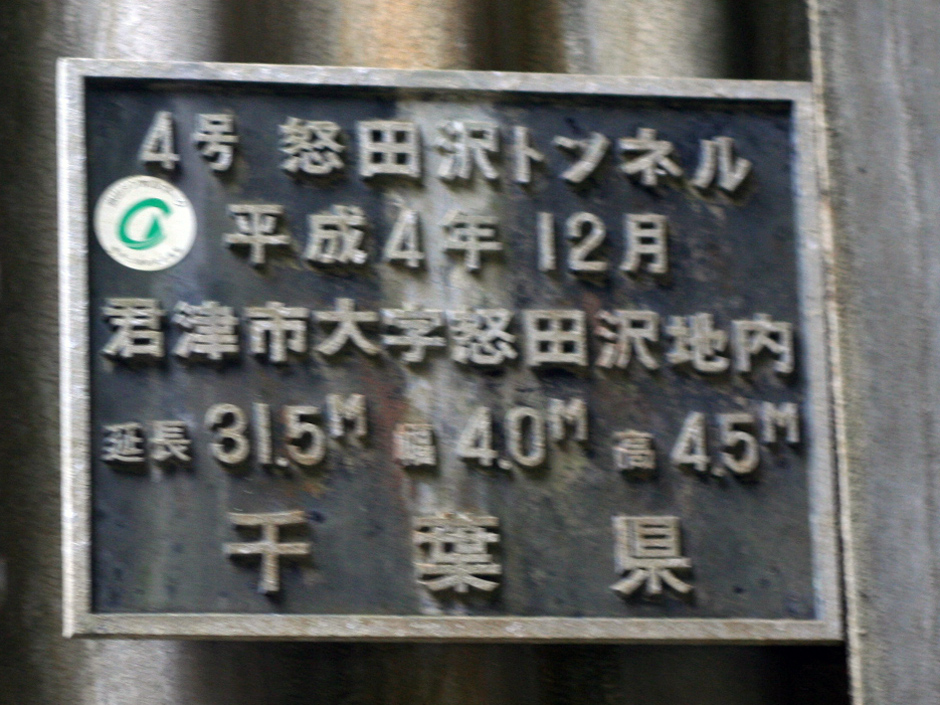 4号 怒田沢トンネル
平成4年 12月
君津市大字怒田沢地内
延長 31.5M 幅 4.0M 高 4.5M
千葉県